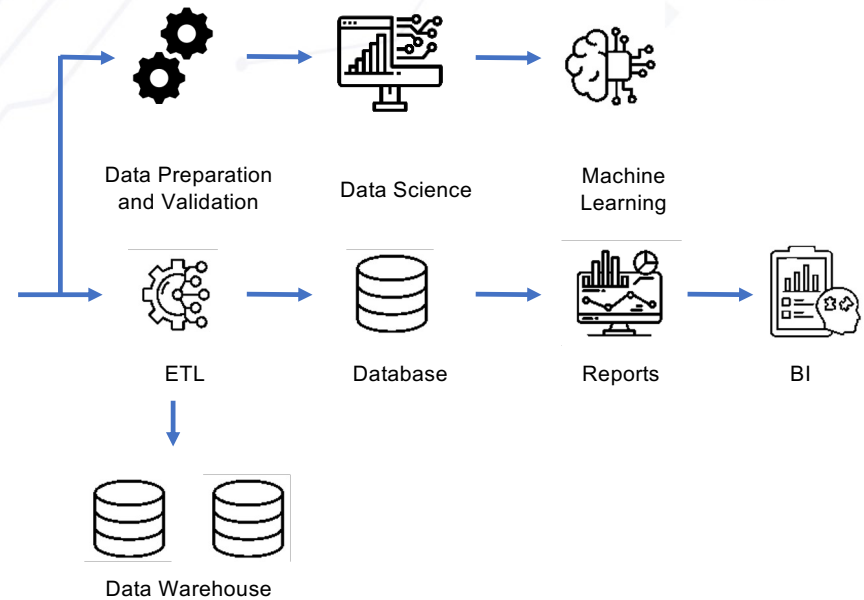 Data Preparation
and Validation
Data Science
Machine
Learning
ETL
Database
Reports
BI
Data Warehouse